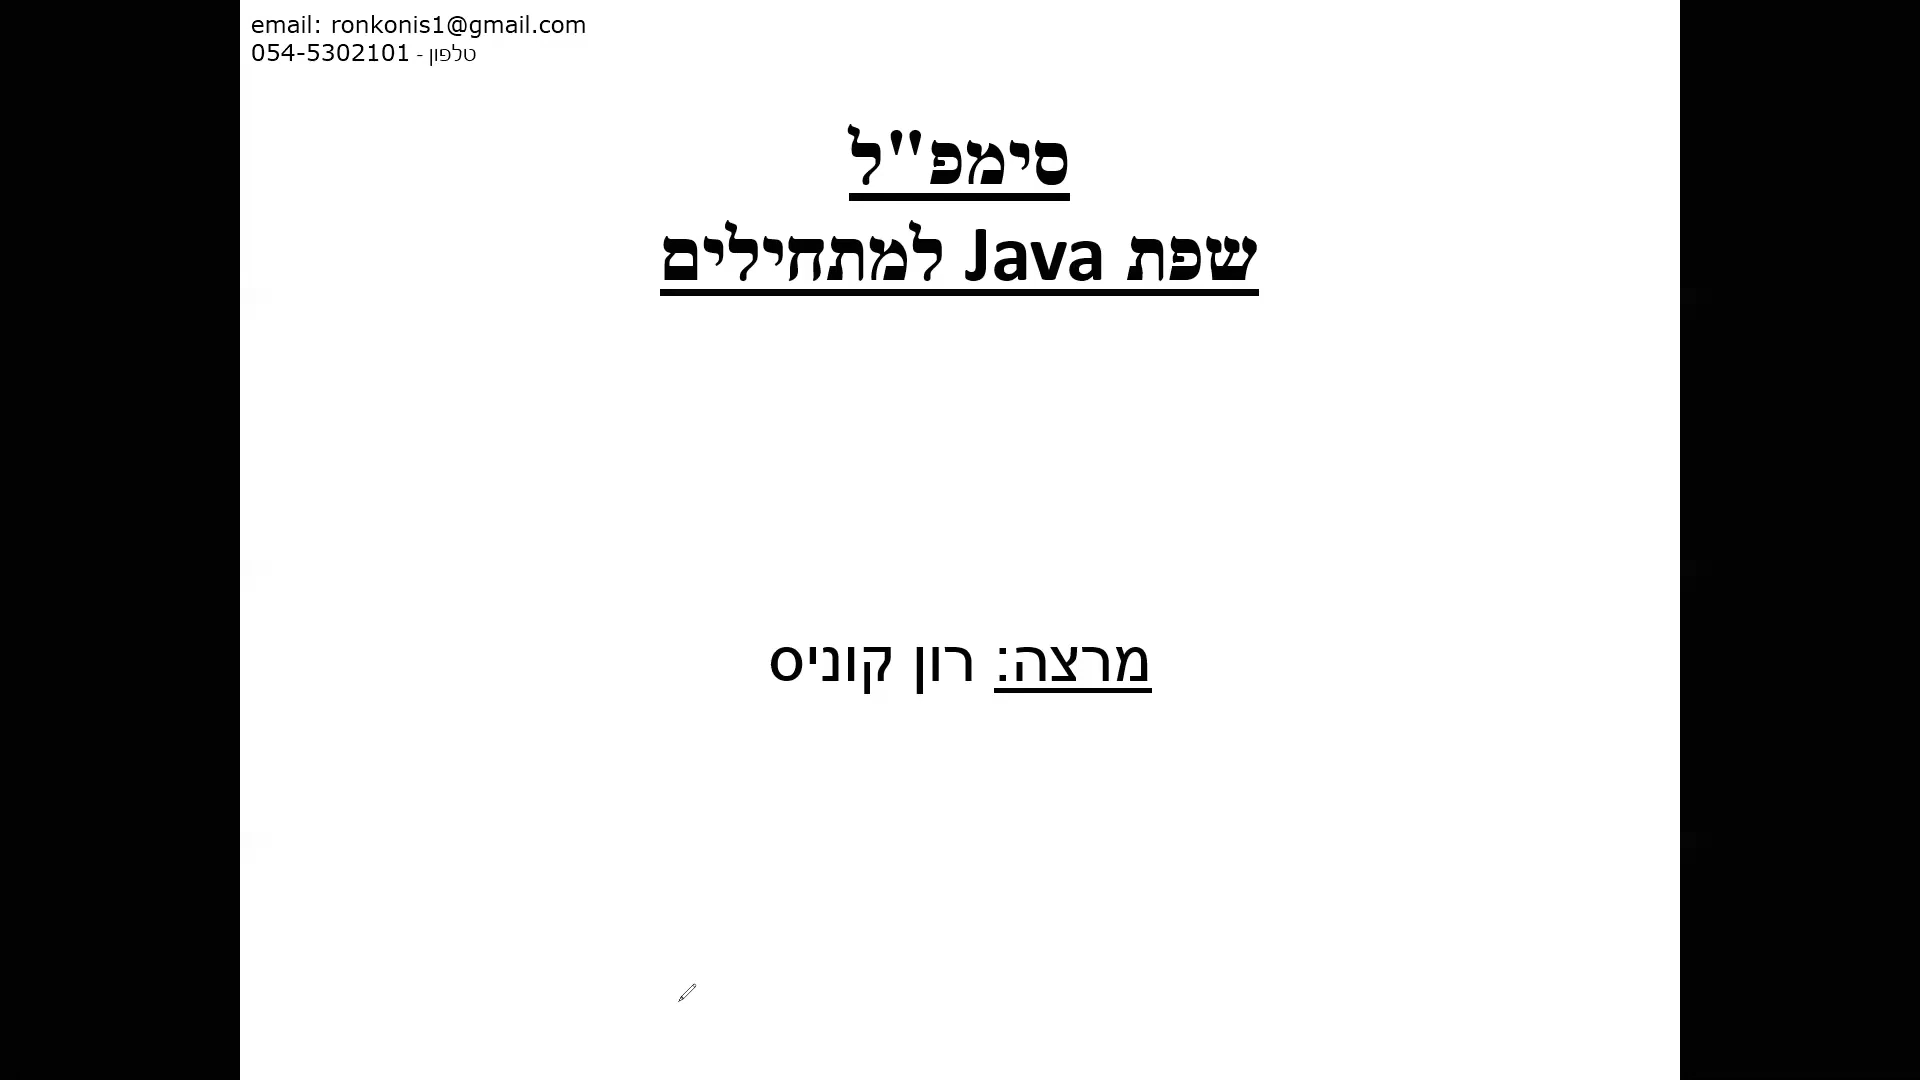 email: ronkonis1@gmail.com
טלפון - 054-5302101
סימפ"ל
שפת Java למתחילים
מרצה: רון קוניס